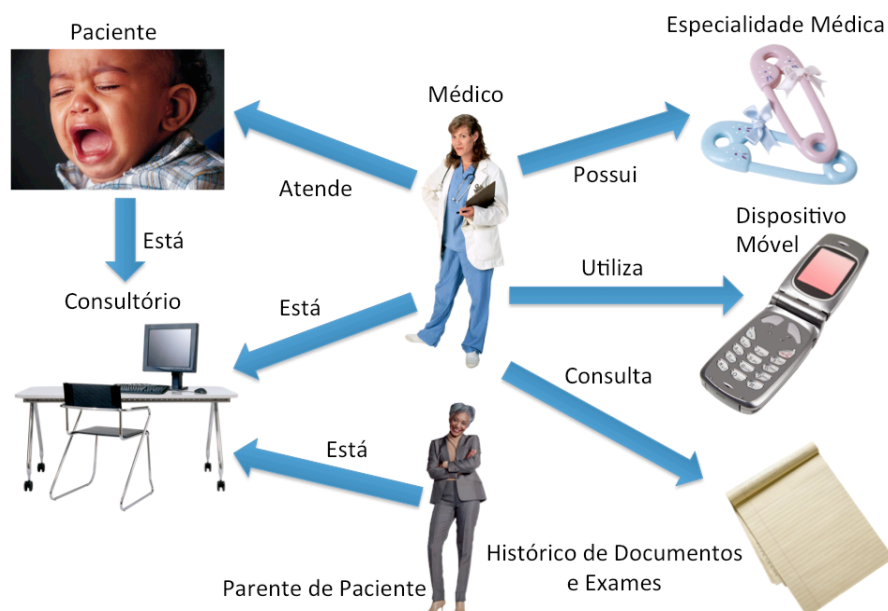 Paciente
Especialidade Médica
Médico
Atende
Possui
Está
Dispositivo
Móvel
Utiliza
Consultório
Está
Consulta
Está
Histórico de Documentos
e Exames
Parente de Paciente